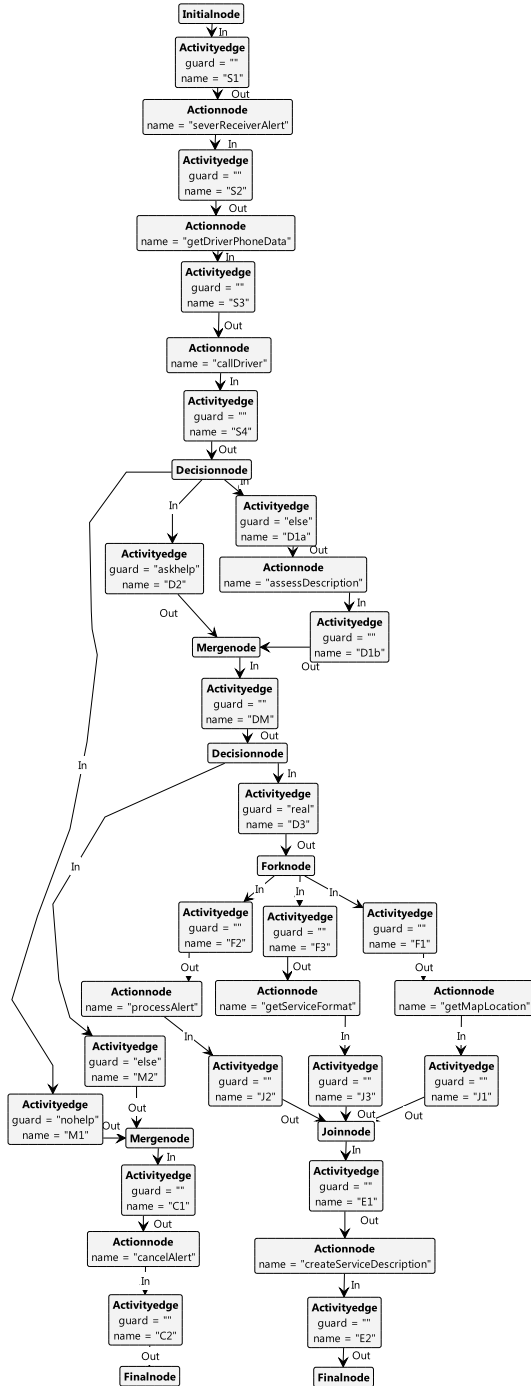 Initialnode
In
Activityedge
guard = ""
name = "S1"
Out
Actionnode
name = "severReceiverAlert"
In
Activityedge
guard = ""
name = "S2"
Out
Actionnode
name = "getDriverPhoneData"
In
Activityedge
guard = ""
name = "S3"
Out
Actionnode
name = "callDriver"
In
Activityedge
guard = ""
name = "S4"
Out
Decisionnode
In
In
Activityedge
guard = "else"
name = "D1a"
Out
Activityedge
guard = "askhelp"
name = "D2"
Out
Actionnode
name = "assessDescription"
In
Activityedge
guard = ""
name = "D1b"
Out
Mergenode
In
Activityedge
guard = ""
name = "DM"
Out
Decisionnode
In
In
Activityedge
guard = "real"
name = "D3"
Out
Forknode
In
In
In
In
Activityedge
guard = ""
name = "F2"
Out
Activityedge
guard = ""
name = "F3"
Out
Activityedge
guard = ""
name = "F1"
Out
Actionnode
name = "processAlert"
In
Actionnode
name = "getServiceFormat"
In
Actionnode
name = "getMapLocation"
In
Activityedge
guard = "else"
name = "M2"
Out
Activityedge
guard = ""
name = "J2"
Out
Activityedge
guard = ""
name = "J3"
Out
Activityedge
guard = ""
name = "J1"
Out
Activityedge
guard = "nohelp"
name = "M1"
Out
Mergenode
In
Joinnode
In
Activityedge
guard = ""
name = "C1"
Out
Activityedge
guard = ""
name = "E1"
Out
Actionnode
name = "cancelAlert"
In
Actionnode
name = "createServiceDescription"
In
Activityedge
guard = ""
name = "C2"
Out
Activityedge
guard = ""
name = "E2"
Out
Finalnode
Finalnode